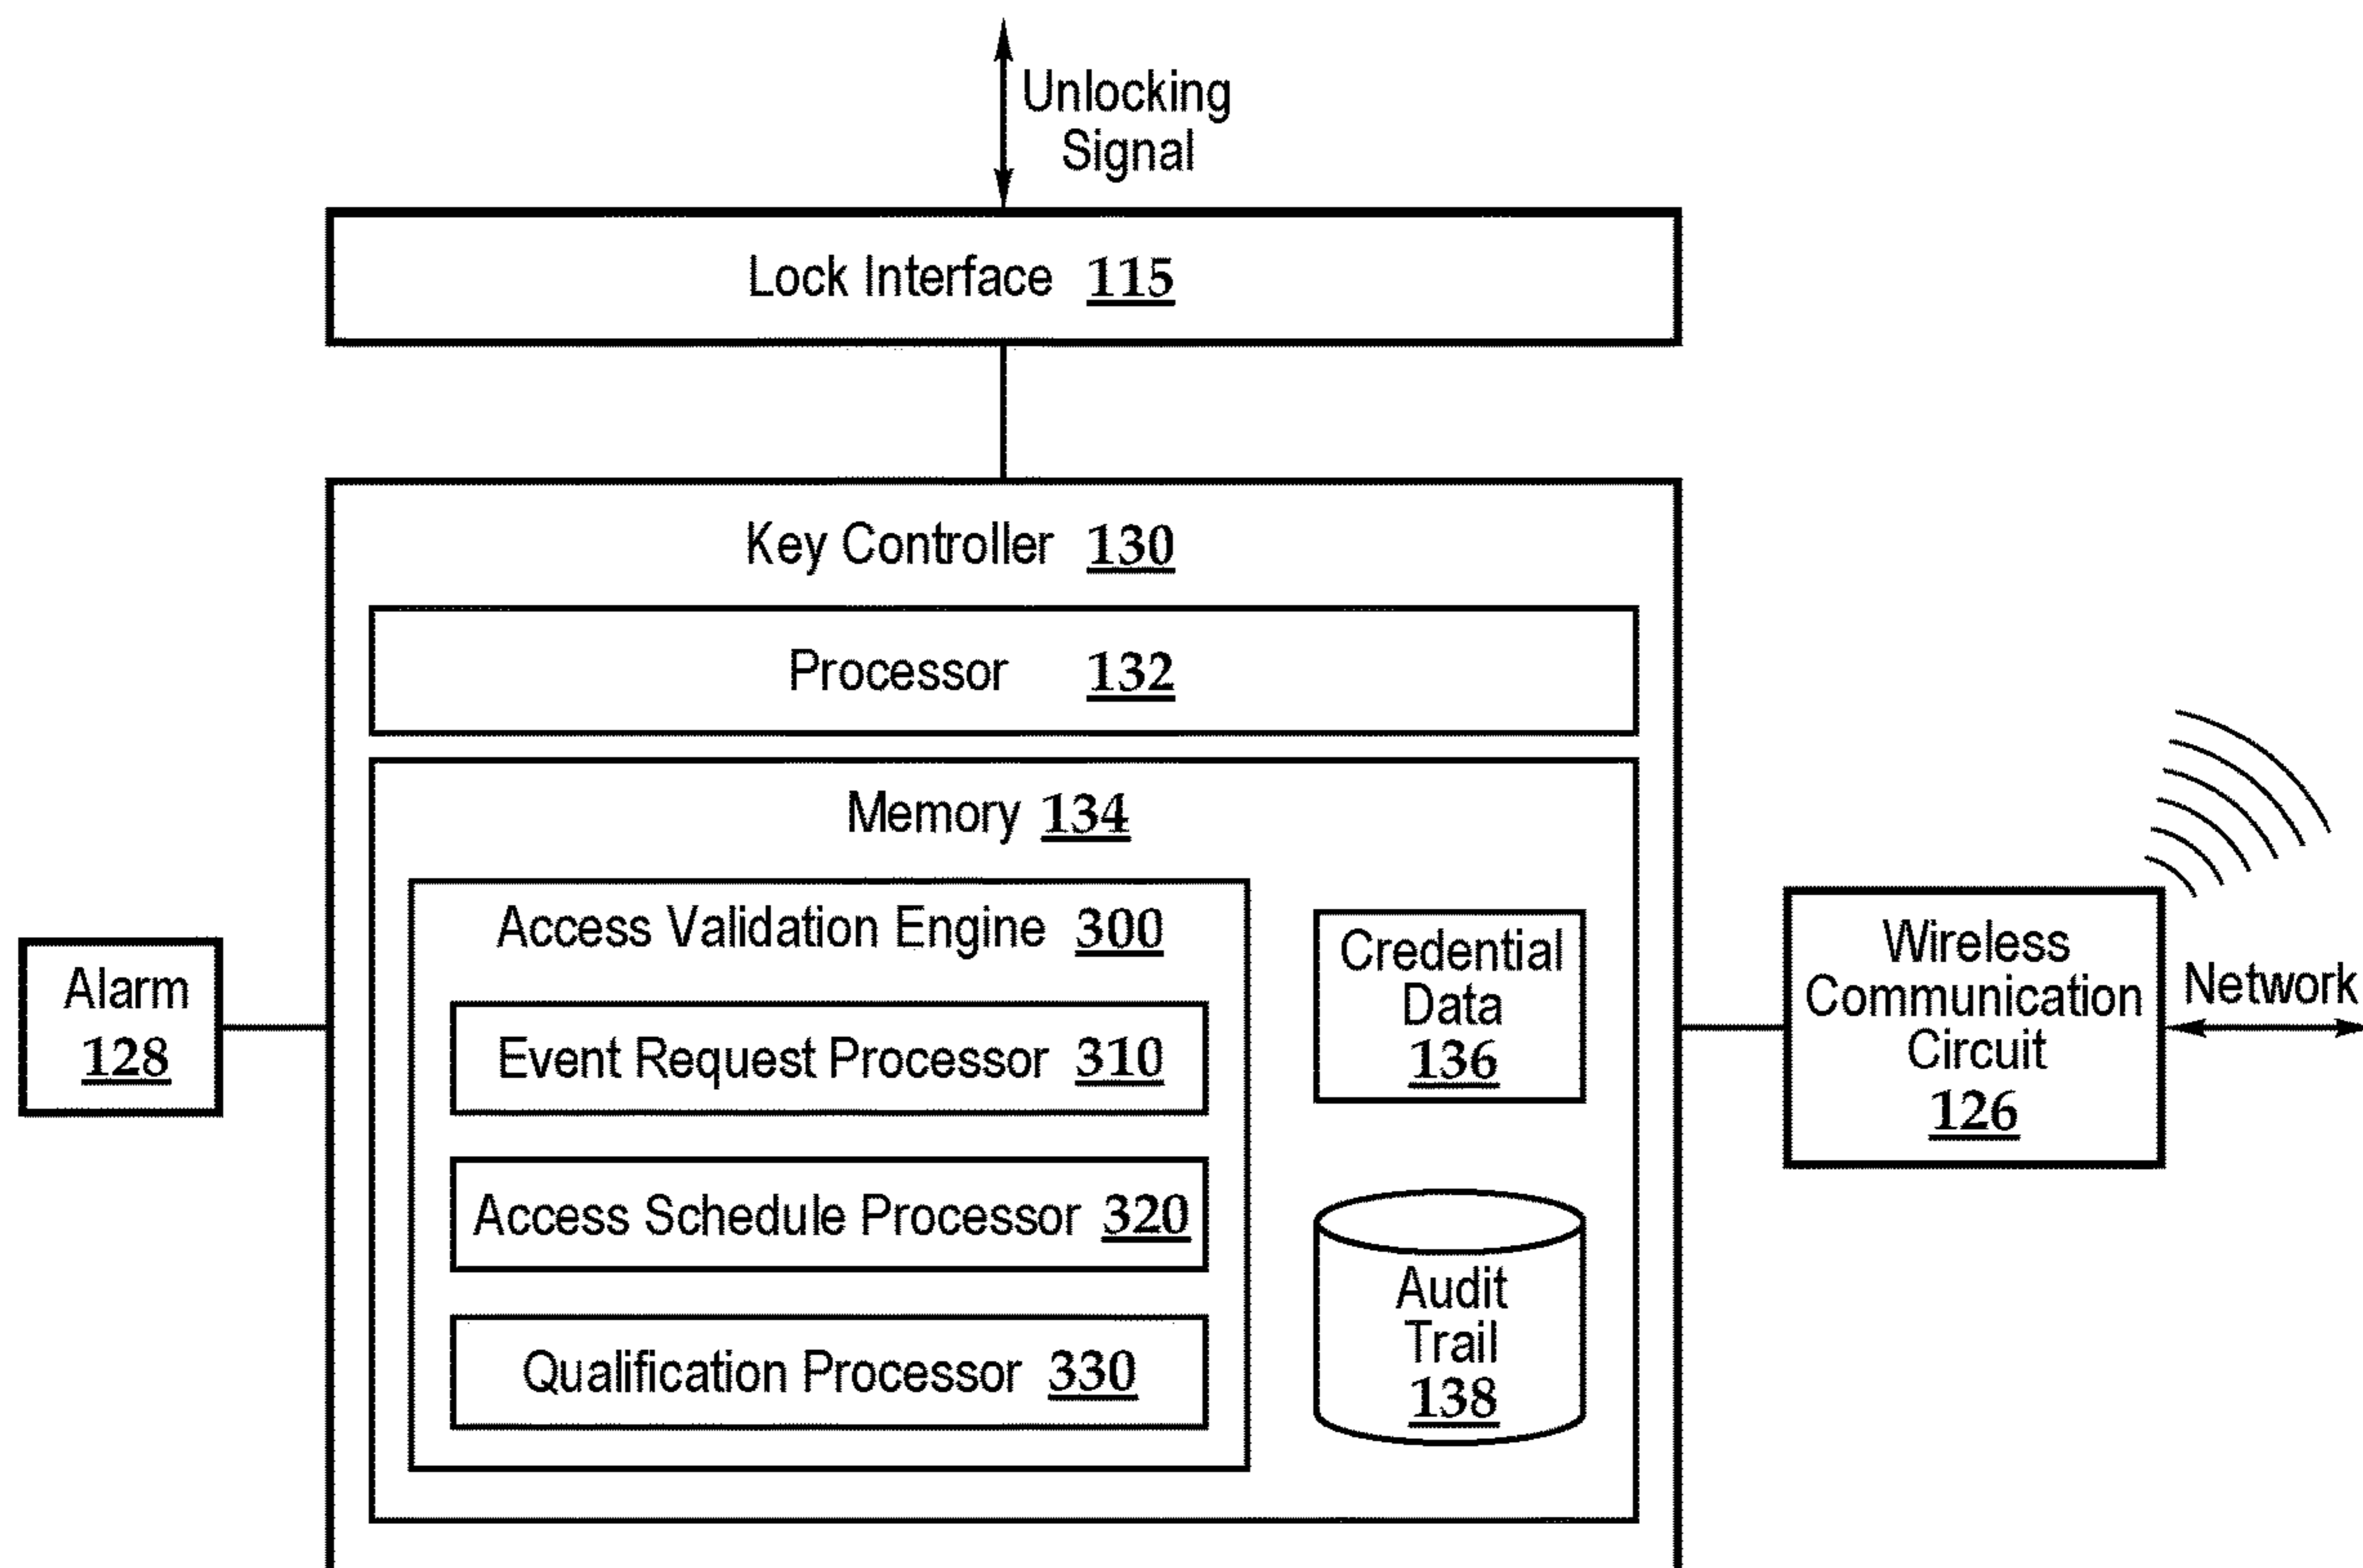 Unlocking
Signal
Lock Interface 115
Key Controller 130
Processor 132
Memory 134
Access Validation Engine 300
Event Request Processor 310
Access Schedule Processor 320
Qualification Processor 330
Credential
Data
136
Audit
Trail
138
Alarm
128
Wireless
Communication
Circuit
126
Network